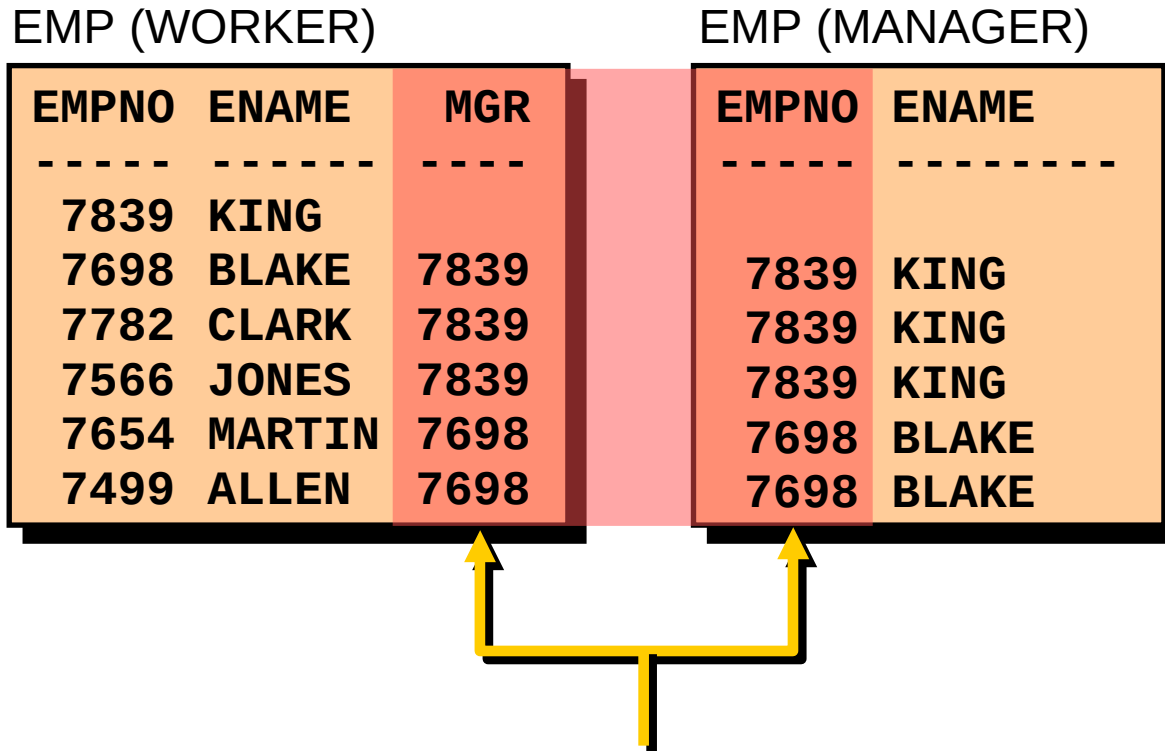 EMP (WORKER)
EMPNO ENAME MGR
----- ------ ----
7839 KING
7698 BLAKE 7839
7782 CLARK 7839
7566 JONES 7839
7654 MARTIN 7698
7499 ALLEN 7698
EMP (MANAGER)
EMPNO ENAME
----- --------
7839 KING
7839 KING
7839 KING
7698 BLAKE
7698 BLAKE